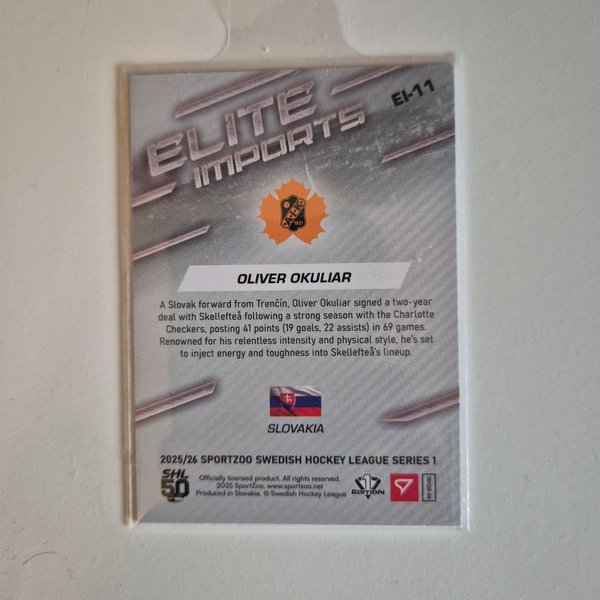 EI-11
ELITE
IMPORTS
1921
OLIVER OKULIAR
A Slovak forward from Trenčín, Oliver Okuliar signed a two-year
deal with Skellefteå following a strong season with the Charlotte
Checkers, posting 41 points (19 goals, 22 assists) in 69 games.
Renowned for his relentless intensity and physical style, he's set
to inject energy and toughness into Skellefteå's lineup.
SLOVAKIA
2025/26 SPORTZOO SWEDISH HOCKEY LEAGUE SERIES 1
SHL
50
Officially licensed product. All rights reserved.
2025 SportZoo, www.sportzoo.net
Produced in Slovakia. © Swedish Hockey League
1
EDITION